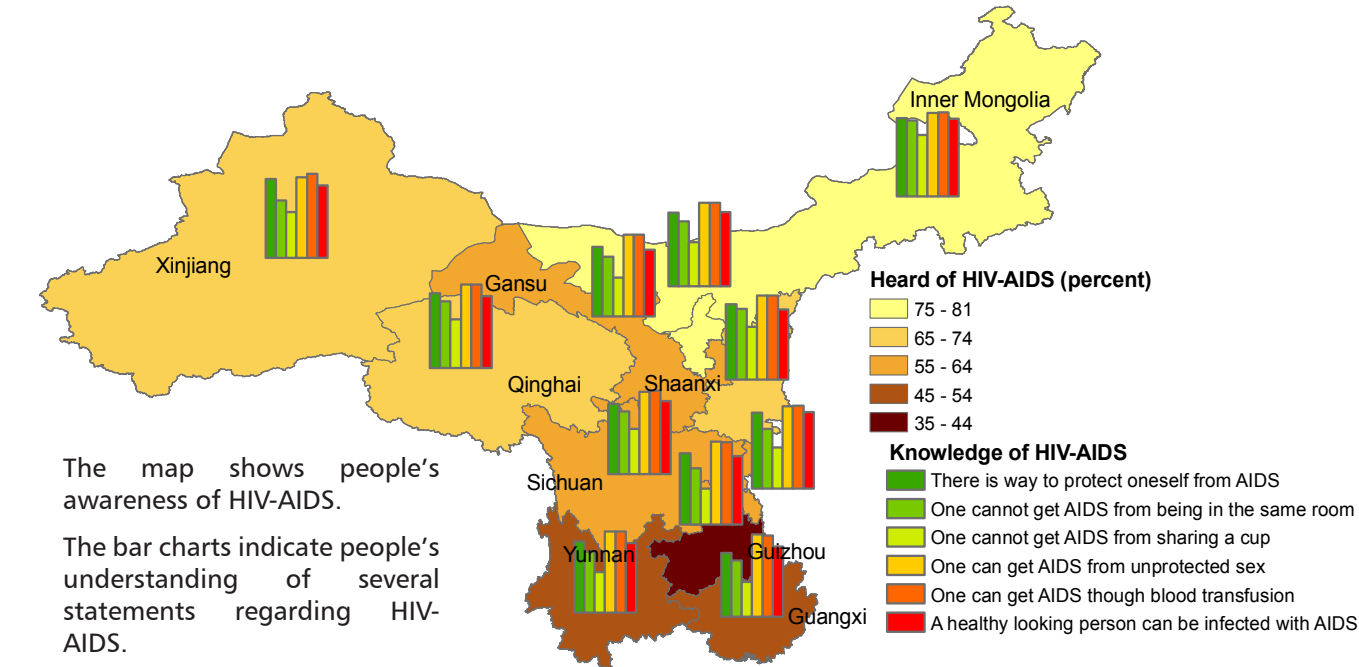 Inner Mongolia
Xinjiang
Gansu
Qinghai
Shaanxi
Sichuan
Yunnan
Guizhou
Guangxi
Heard of HIV-AIDS (percent)
75 - 81
65 - 74
55 - 64
45 - 54
35 - 44
Knowledge of HIV-AIDS
There is way to protect oneself from AIDS
One cannot get AIDS from being in the same room
One cannot get AIDS from sharing a cup
One can get AIDS from unprotected sex
One can get AIDS though blood transfusion
A healthy looking person can be infected with AIDS
The map shows people's
awareness of HIV-AIDS.
The bar charts indicate people's
understanding of several
statements regarding HIV-
AIDS.